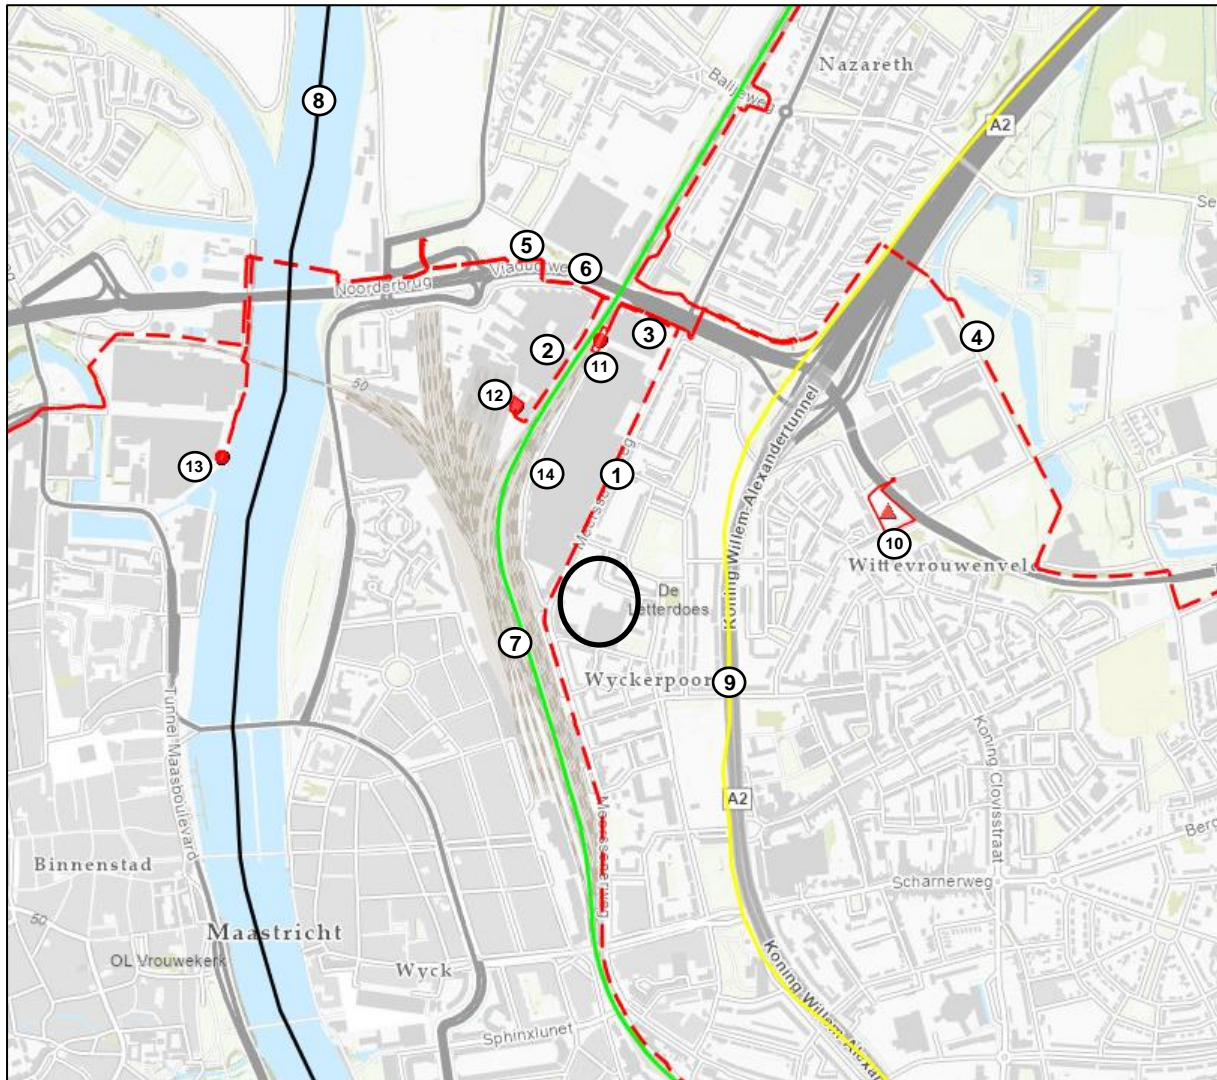 Nazareth
Balijeweg
8
A2
Se
5
6
Viaductweg
Noorderbrug
3
2
4
11
50
12
13
14
1
Koning Willem-Alexandertunnel
10
Wittevrouwenveld
De
Letterdoes
7
Wyckerpoort
9
Tunnel Maasboulevard
Koning Clovisstraat
A2
Meerssenerweg
Berg
Binnenstad
Scharnerweg
50
Maastricht
OL Vrouwekerk
Wyck
Sphinxlunet
Koning Willem-Alexa